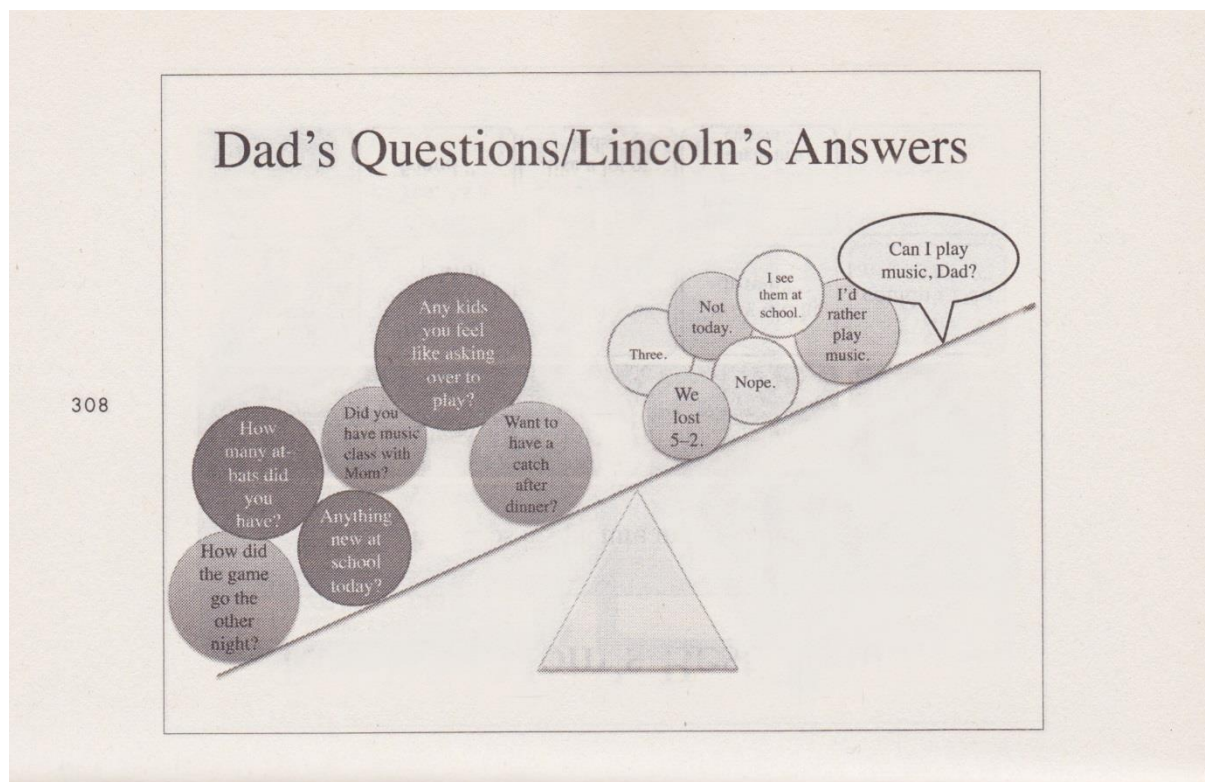 Dad's Questions/Lincoln's Answers
Can I play
music, Dad?
I see
them at
school.
I'd
rather
play
music.
Not
today.
Three.
Nope.
We
lost
5–2.
Any kids
you feel
like asking
over to
play?
Did you
have music
class with
Mom?
Want to
have a
catch
after
dinner?
How
many at-
bats did
you
have?
Anything
new at
school
today?
How did
the game
go the
other
night?
308